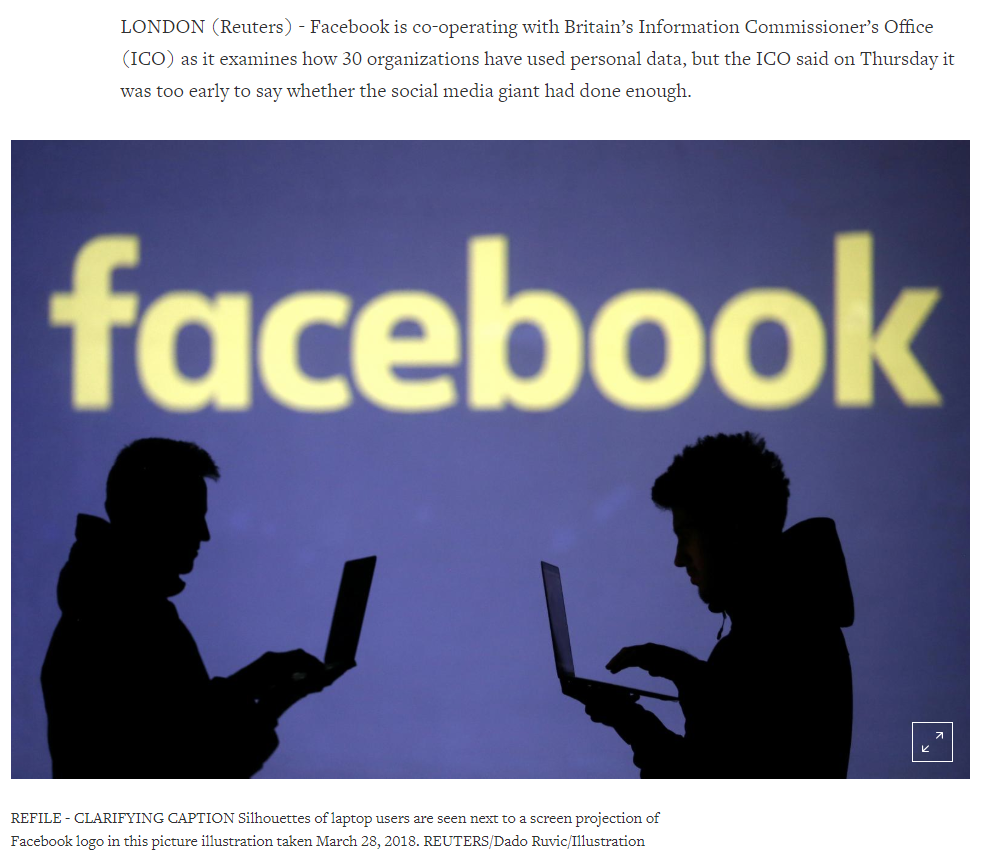 LONDON (Reuters) - Facebook is co-operating with Britain’s Information Commissioner’s Office
(ICO) as it examines how 30 organizations have used personal data, but the ICO said on Thursday it
was too early to say whether the social media giant had done enough.
facebook
REFILE - CLARIFYING CAPTION Silhouettes of laptop users are seen next to a screen projection of
Facebook logo in this picture illustration taken March 28, 2018. REUTERS/Dado Ruvic/Illustration